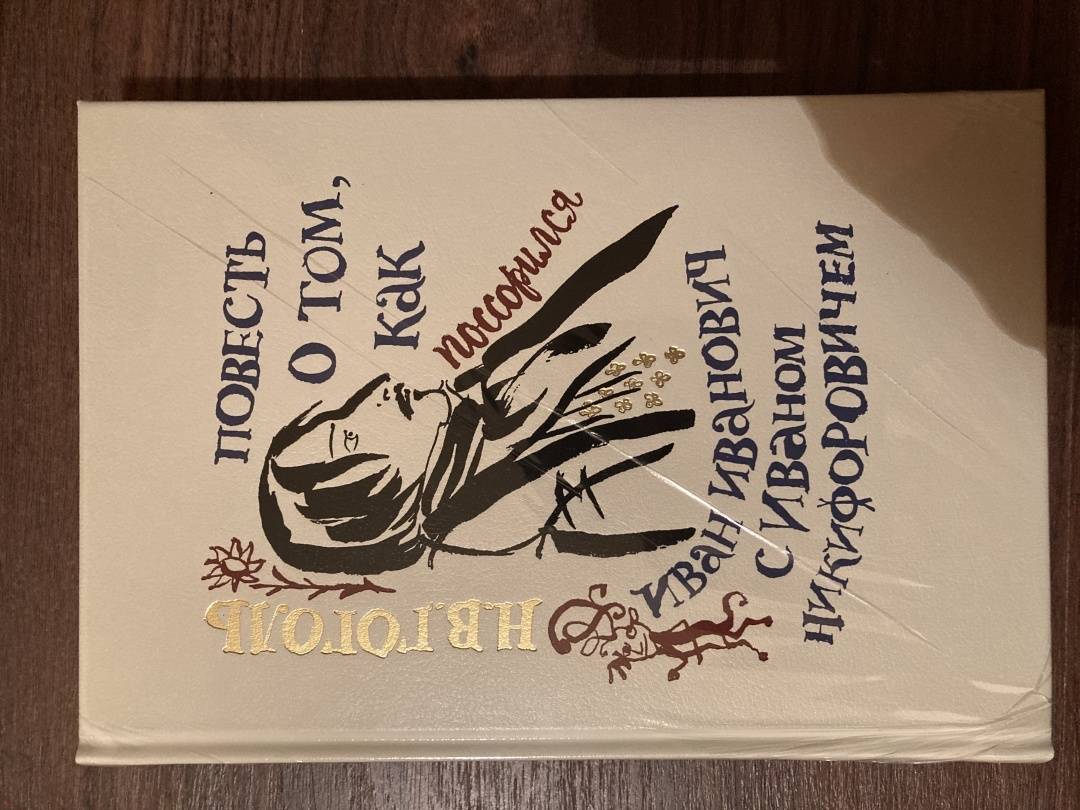 Н.В.ГОГОЛЬ
ПОВЕСТЬ
О ТОМ,
как
поссорился
Иван Иванович
с Иваном
Никифоровичем